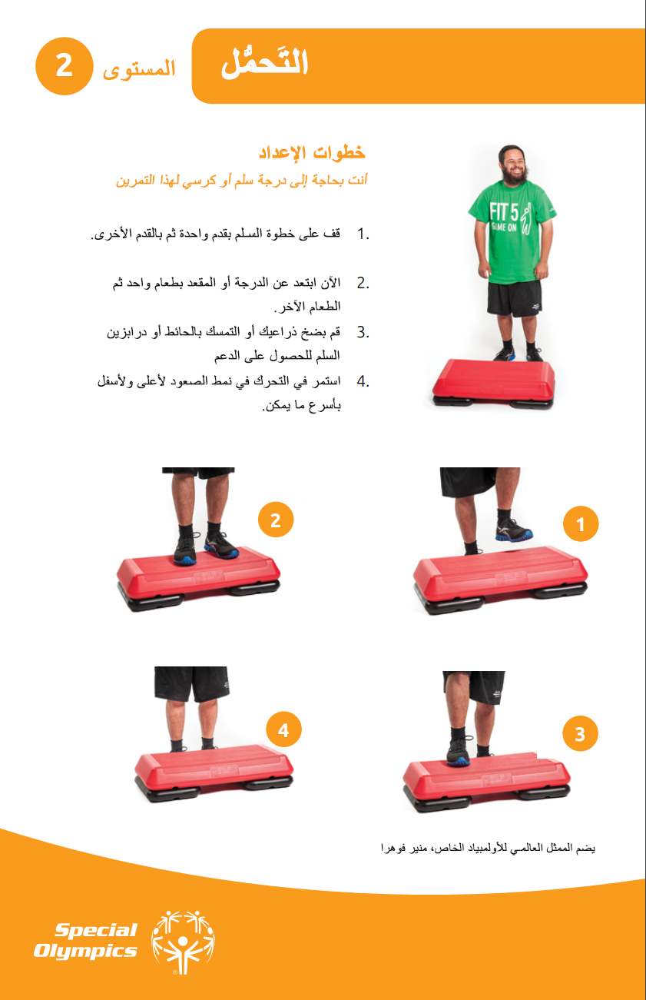 التَحمُّل
المستوى 2
خطوات الإعداد
أنت بحاجة إلى درجة سلم أو كرسي لهذا التمرين
FIT 5
GAME ON
1. قف على خطوة السلم بقدم واحدة ثم بالقدم الأخرى.
2. الآن ابتعد عن الدرجة أو المقعد بطعام واحد ثم
الطعام الآخر.
3. قم بضخ ذراعيك أو التمسك بالحائط أو درابزين
السلم للحصول على الدعم
4. استمر في التحرك في نمط الصعود لأعلى ولأسفل
بأسرع ما يمكن.
1
2
3
4
يضم الممثل العالمي للأولمبياد الخاص، منير فوهرا
Special
Olympics
®